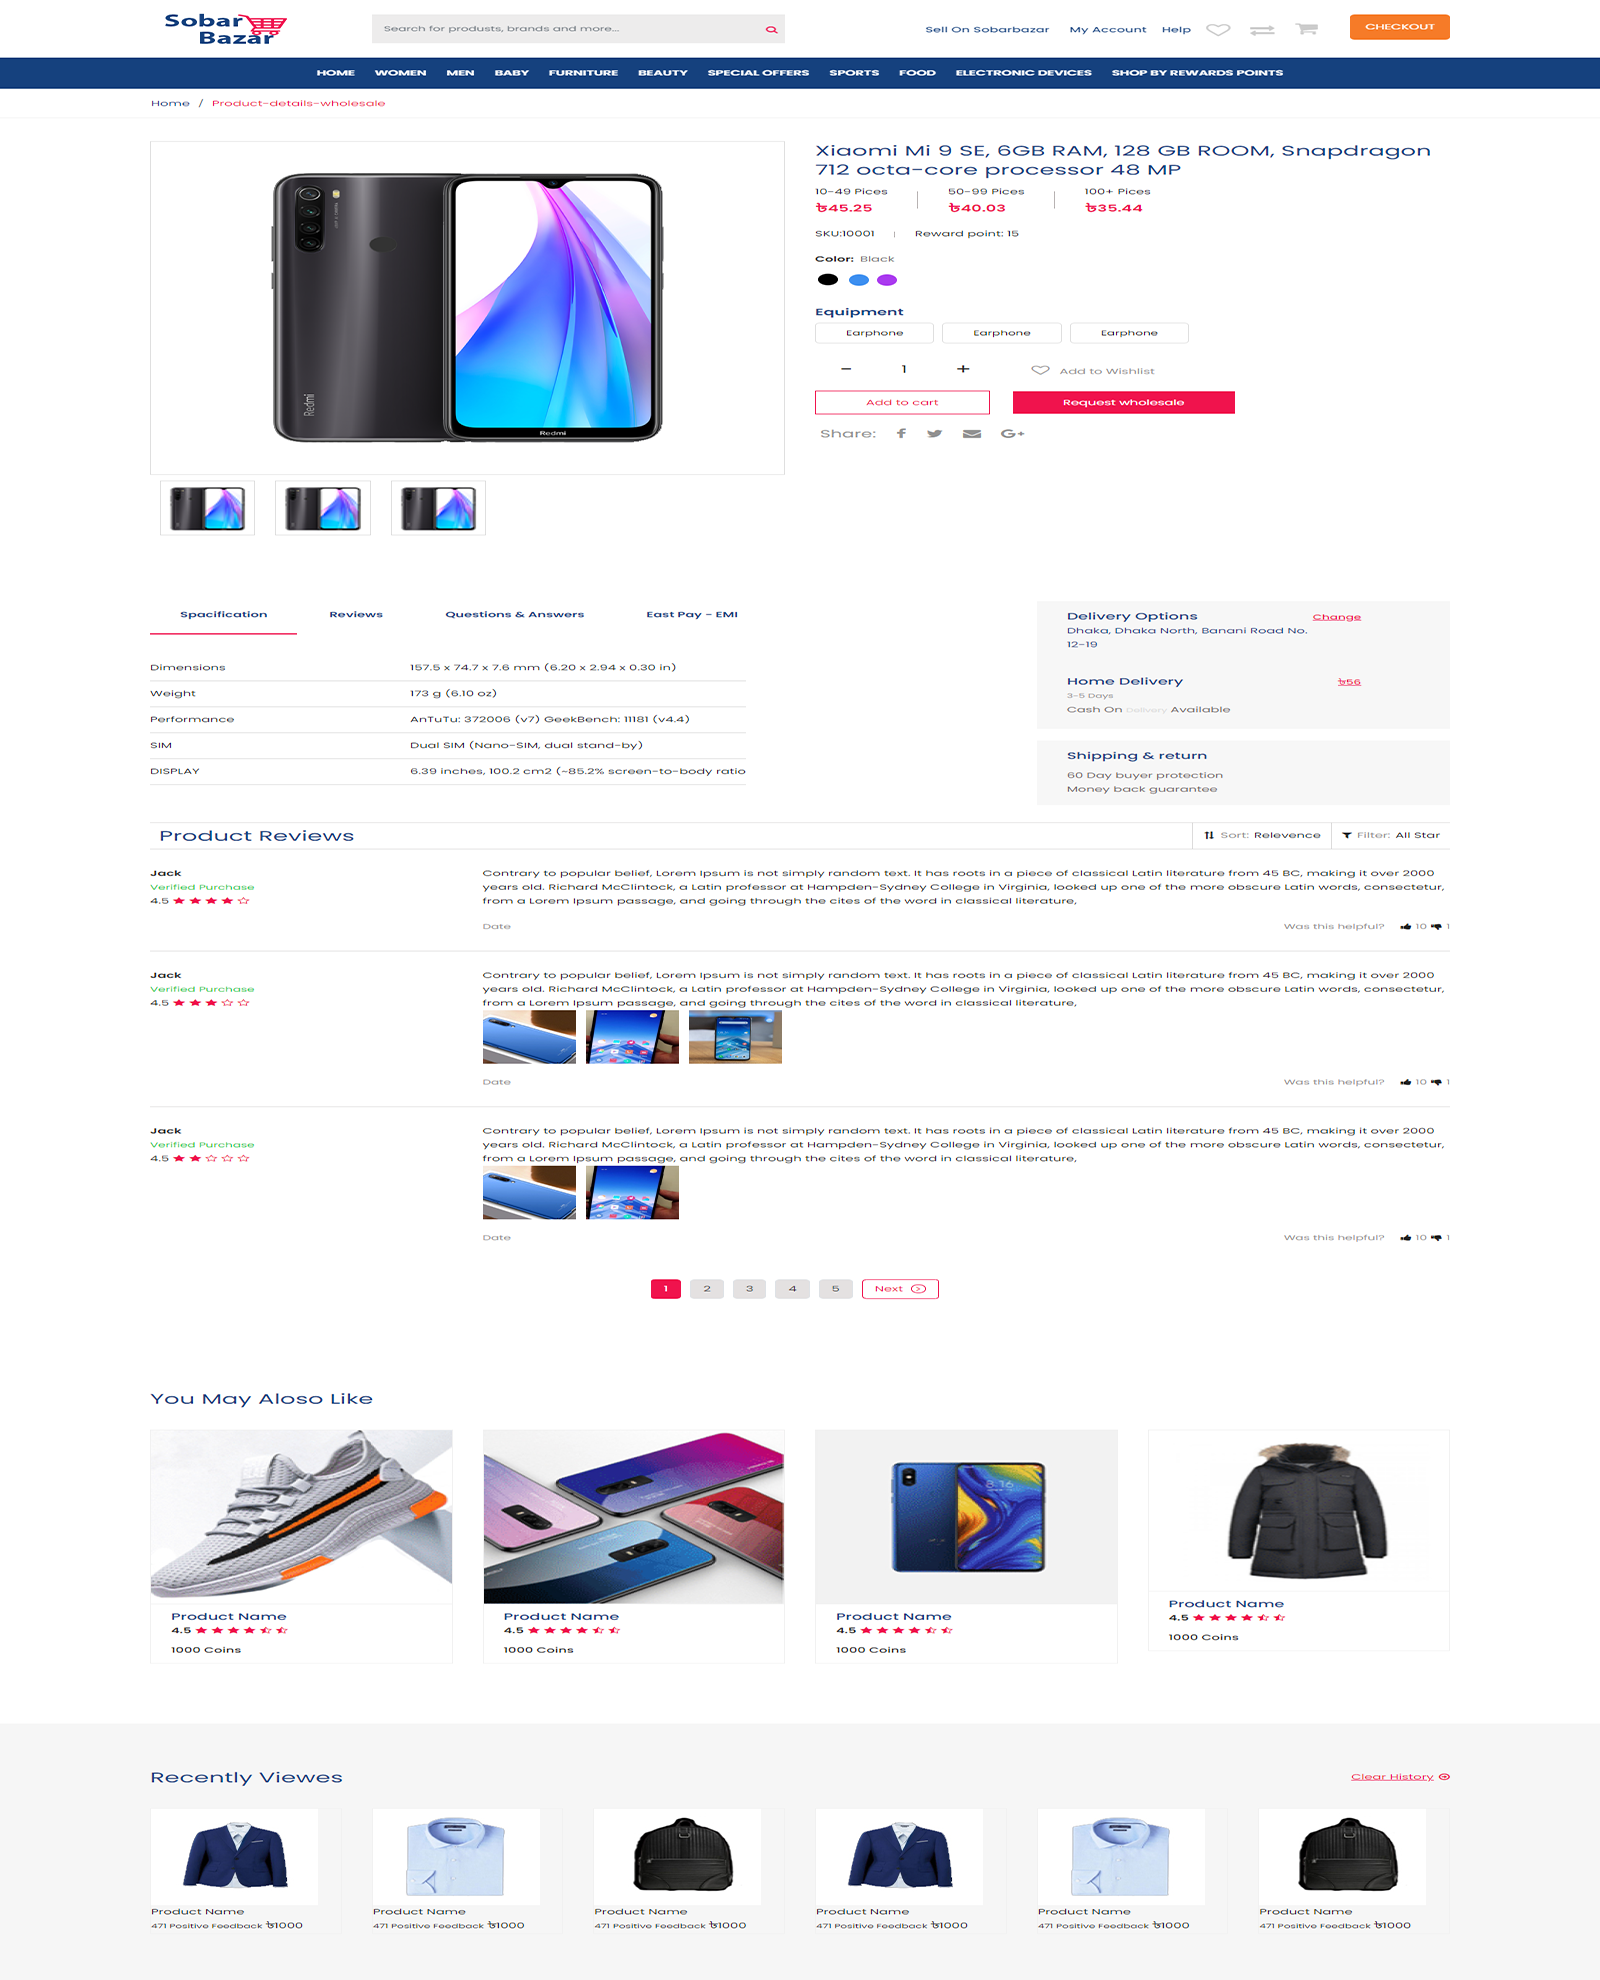 Sobar
Bazar
Search for produsts, brands and more...
Sell On Sobarbazar
My Account
Help
CHECKOUT
HOME WOMEN MEN BABY FURNITURE BEAUTY SPECIAL OFFERS SPORTS FOOD ELECTRONIC DEVICES SHOP BY REWARDS POINTS
Home / Product-details-wholesale
Redmi
Redmi
Xiaomi Mi 9 SE, 6GB RAM, 128 GB ROOM, Snapdragon
712 octa-core processor 48 MP
10-49 Pices 50-99 Pices 100+ Pices
৳45.25 ৳40.03 ৳35.44
SKU:10001 Reward point: 15
Color: Black
Equipment
Earphone Earphone Earphone
− 1 + Add to Wishlist
Add to cart Request wholesale
Share: G+
Spacification Reviews Questions & Answers East Pay - EMI
Dimensions 157.5 x 74.7 x 7.6 mm (6.20 x 2.94 x 0.30 in)
Weight 173 g (6.10 oz)
Performance AnTuTu: 372006 (v7) GeekBench: 11181 (v4.4)
SIM Dual SIM (Nano-SIM, dual stand-by)
DISPLAY 6.39 inches, 100.2 cm2 (~85.2% screen-to-body ratio
Delivery Options Change
Dhaka, Dhaka North, Banani Road No.
12-19
Home Delivery ৳56
3-5 Days
Cash On Delivery Available
Shipping & return
60 Day buyer protection
Money back guarantee
Product Reviews Sort: Relevence Filter: All Star
Jack
Verified Purchase
4.5
Contrary to popular belief, Lorem Ipsum is not simply random text. It has roots in a piece of classical Latin literature from 45 BC, making it over 2000
years old. Richard McClintock, a Latin professor at Hampden-Sydney College in Virginia, looked up one of the more obscure Latin words, consectetur,
from a Lorem Ipsum passage, and going through the cites of the word in classical literature,
Date Was this helpful? 10 1
Jack
Verified Purchase
4.5
Contrary to popular belief, Lorem Ipsum is not simply random text. It has roots in a piece of classical Latin literature from 45 BC, making it over 2000
years old. Richard McClintock, a Latin professor at Hampden-Sydney College in Virginia, looked up one of the more obscure Latin words, consectetur,
from a Lorem Ipsum passage, and going through the cites of the word in classical literature,
Date Was this helpful? 10 1
Jack
Verified Purchase
4.5
Contrary to popular belief, Lorem Ipsum is not simply random text. It has roots in a piece of classical Latin literature from 45 BC, making it over 2000
years old. Richard McClintock, a Latin professor at Hampden-Sydney College in Virginia, looked up one of the more obscure Latin words, consectetur,
from a Lorem Ipsum passage, and going through the cites of the word in classical literature,
Date Was this helpful? 10 1
1 2 3 4 5 Next
You May Aloso Like
8 16
Product Name Product Name Product Name Product Name
4.5 4.5 4.5 4.5
1000 Coins 1000 Coins 1000 Coins 1000 Coins
Recently Viewes Clear History
Product Name Product Name Product Name Product Name Product Name Product Name
471 Positive Feedback ৳1000 471 Positive Feedback ৳1000 471 Positive Feedback ৳1000 471 Positive Feedback ৳1000 471 Positive Feedback ৳1000 471 Positive Feedback ৳1000